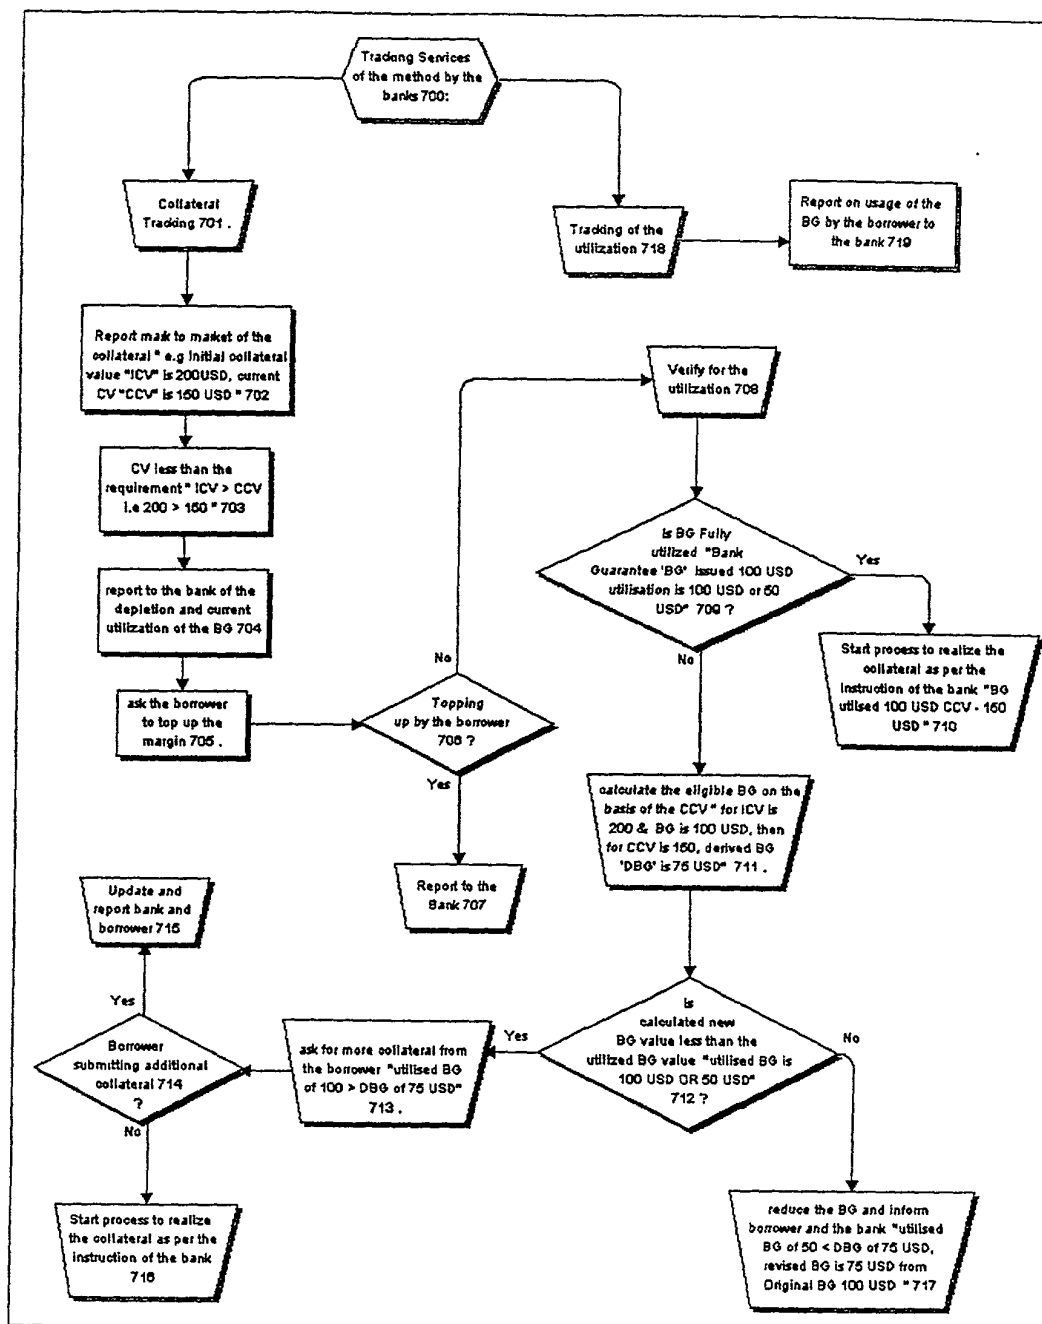 Tracking Services
of the method by the
banks 700:
Collateral
Tracking 701 .
Tracking of the
utilization 718
Report on usage of the
BG by the borrower to
the bank 719
Report mark to market of the
collateral " e.g Initial collateral
value "ICV" is 200USD, current
CV "CCV" is 150 USD " 702
CV less than the
requirement " ICV > CCV
i.e 200 > 150 " 703
report to the bank of the
depletion and current
utilization of the BG 704
ask the borrower
to top up the
margin 705 .
No
Topping
up by the borrower
706 ?
Yes
Report to the
Bank 707
Verify for the
utilization 708
Is BG Fully
utilized "Bank
Guarantee 'BG' issued 100 USD
utilisation is 100 USD or 50
USD" 709 ?
Yes
No
Start process to realize the
collateral as per the
instruction of the bank "BG
utilised 100 USD CCV - 150
USD " 710
calculate the eligible BG on the
basis of the CCV " for ICV is
200 & BG is 100 USD, then
for CCV is 150, derived BG
'DBG' is 75 USD" 711 .
Is
calculated new
BG value less than the
utilized BG value "utilised BG is
100 USD OR 50 USD"
712 ?
Yes
No
ask for more collateral from
the borrower "utilised BG
of 100 > DBG of 75 USD"
713 .
Update and
report bank and
borrower 715
Yes
Borrower
submitting additional
collateral 714
?
No
Start process to realize
the collateral as per the
instruction of the bank
716
reduce the BG and inform
borrower and the bank "utilised
BG of 50 < DBG of 75 USD,
revised BG is 75 USD from
Original BG 100 USD " 717